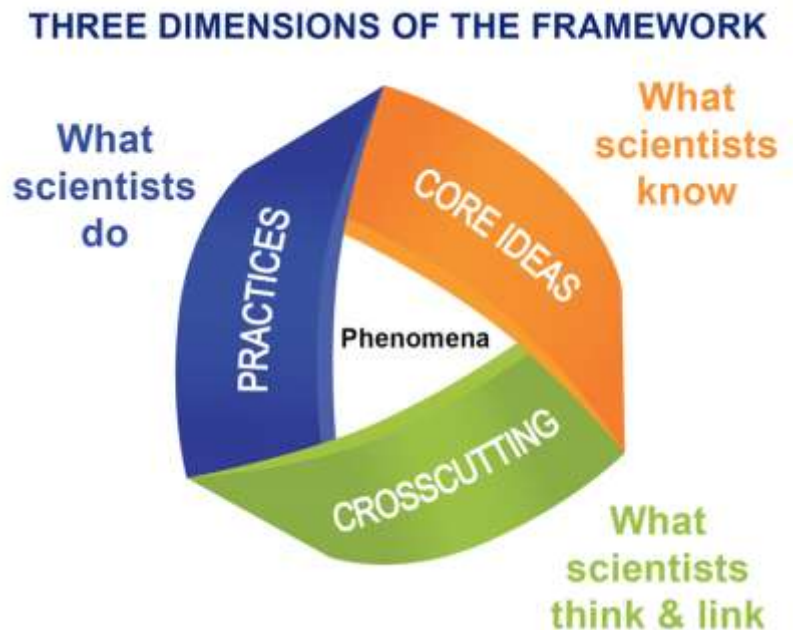 THREE DIMENSIONS OF THE FRAMEWORK
What
scientists
do
What
scientists
know
PRACTICES
CORE IDEAS
Phenomena
CROSSCUTTING
What
scientists
think & link